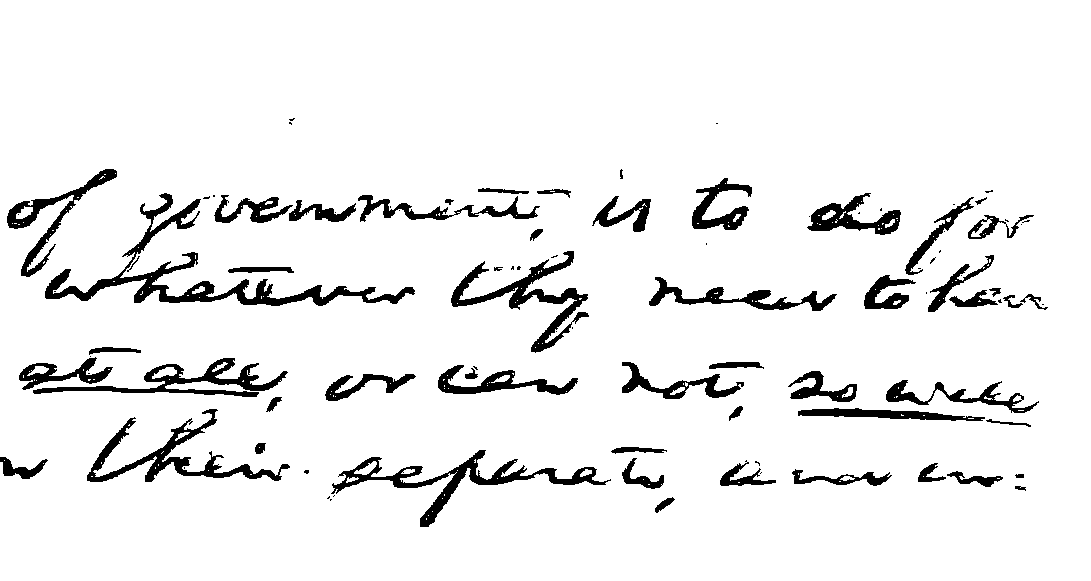 of government, is to do for
whatever they need to have
at all, or can not, so well
their separate, and in=